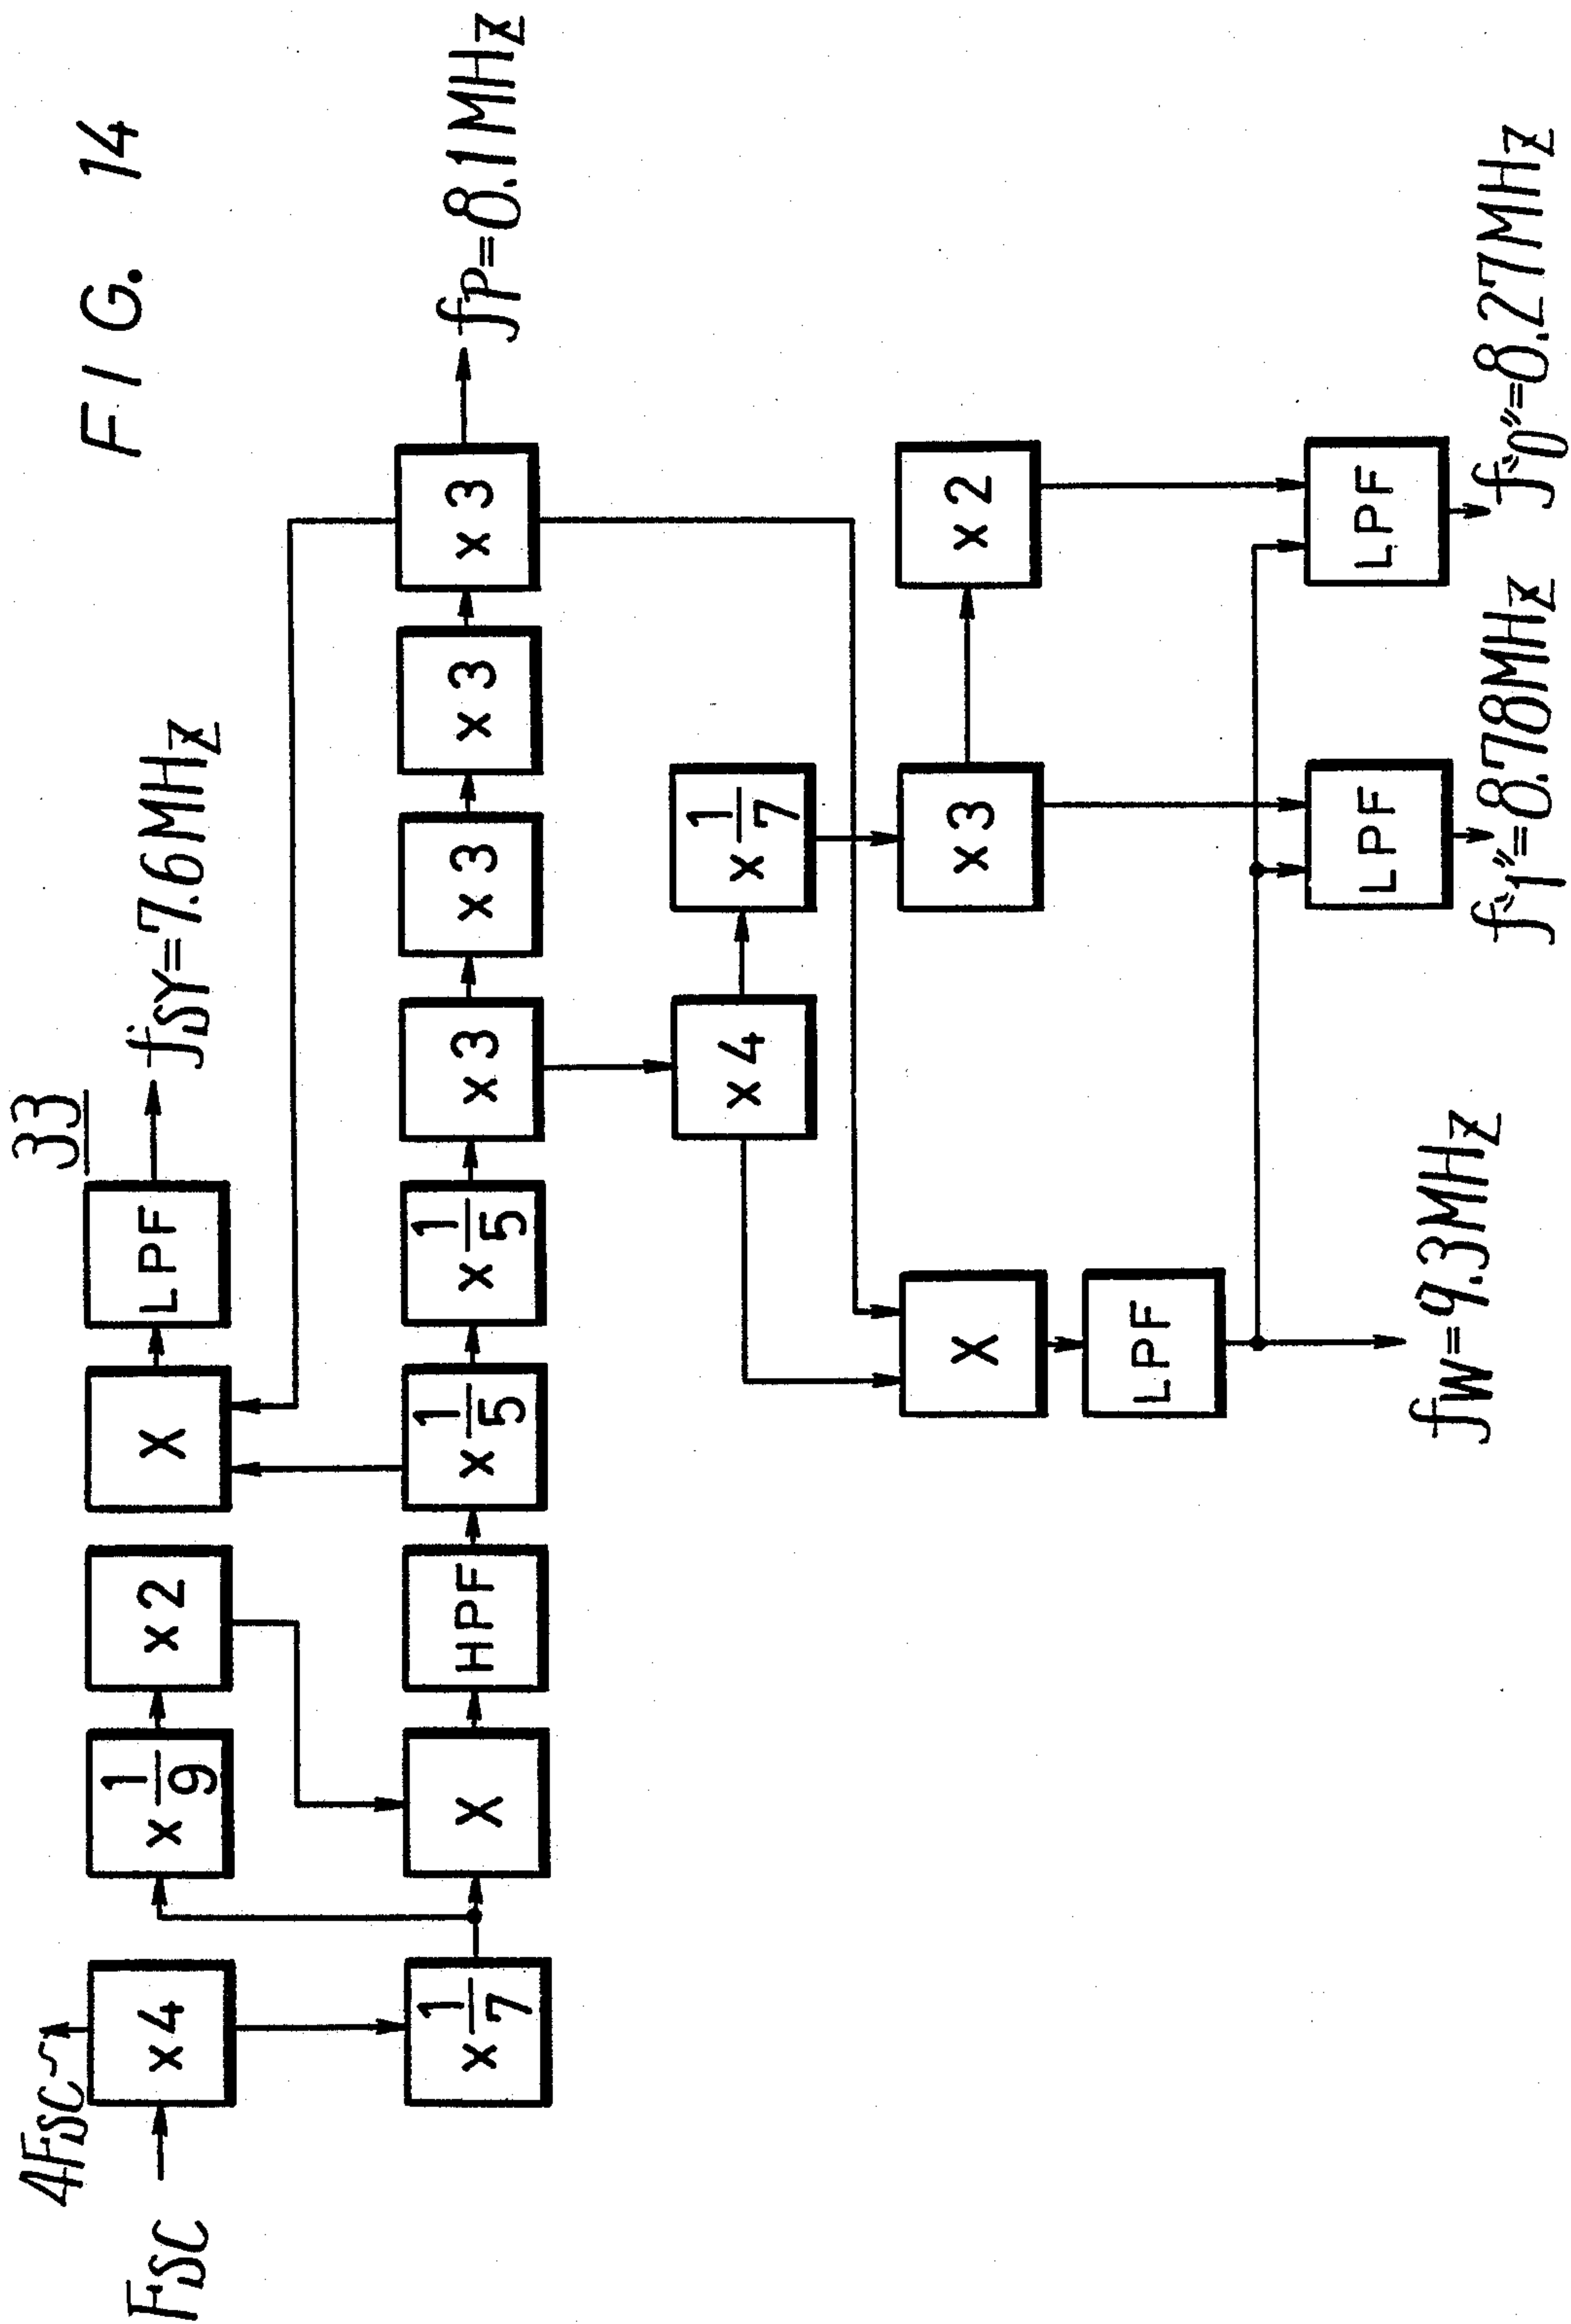 FIG. 14
33
4FSC
FSC
x4
x 1/9
x2
X
LPF
fSY=7.6MHz
x 1/7
X
HPF
x 1/5
x 1/5
x3
x3
x3
x3
fP=8.1MHz
x4
x 1/7
X
x3
x2
LPF
LPF
LPF
fW=9.3MHz
f"1"=8.78MHz
f"0"=8.27MHz